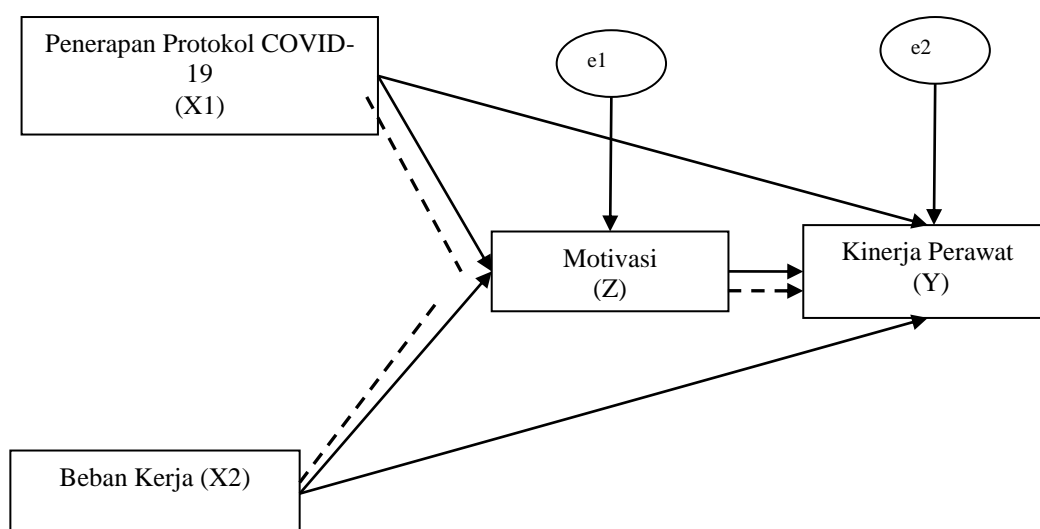 Penerapan Protokol COVID-
19
(X1)
e1
e2
Motivasi
(Z)
Kinerja Perawat
(Y)
Beban Kerja (X2)